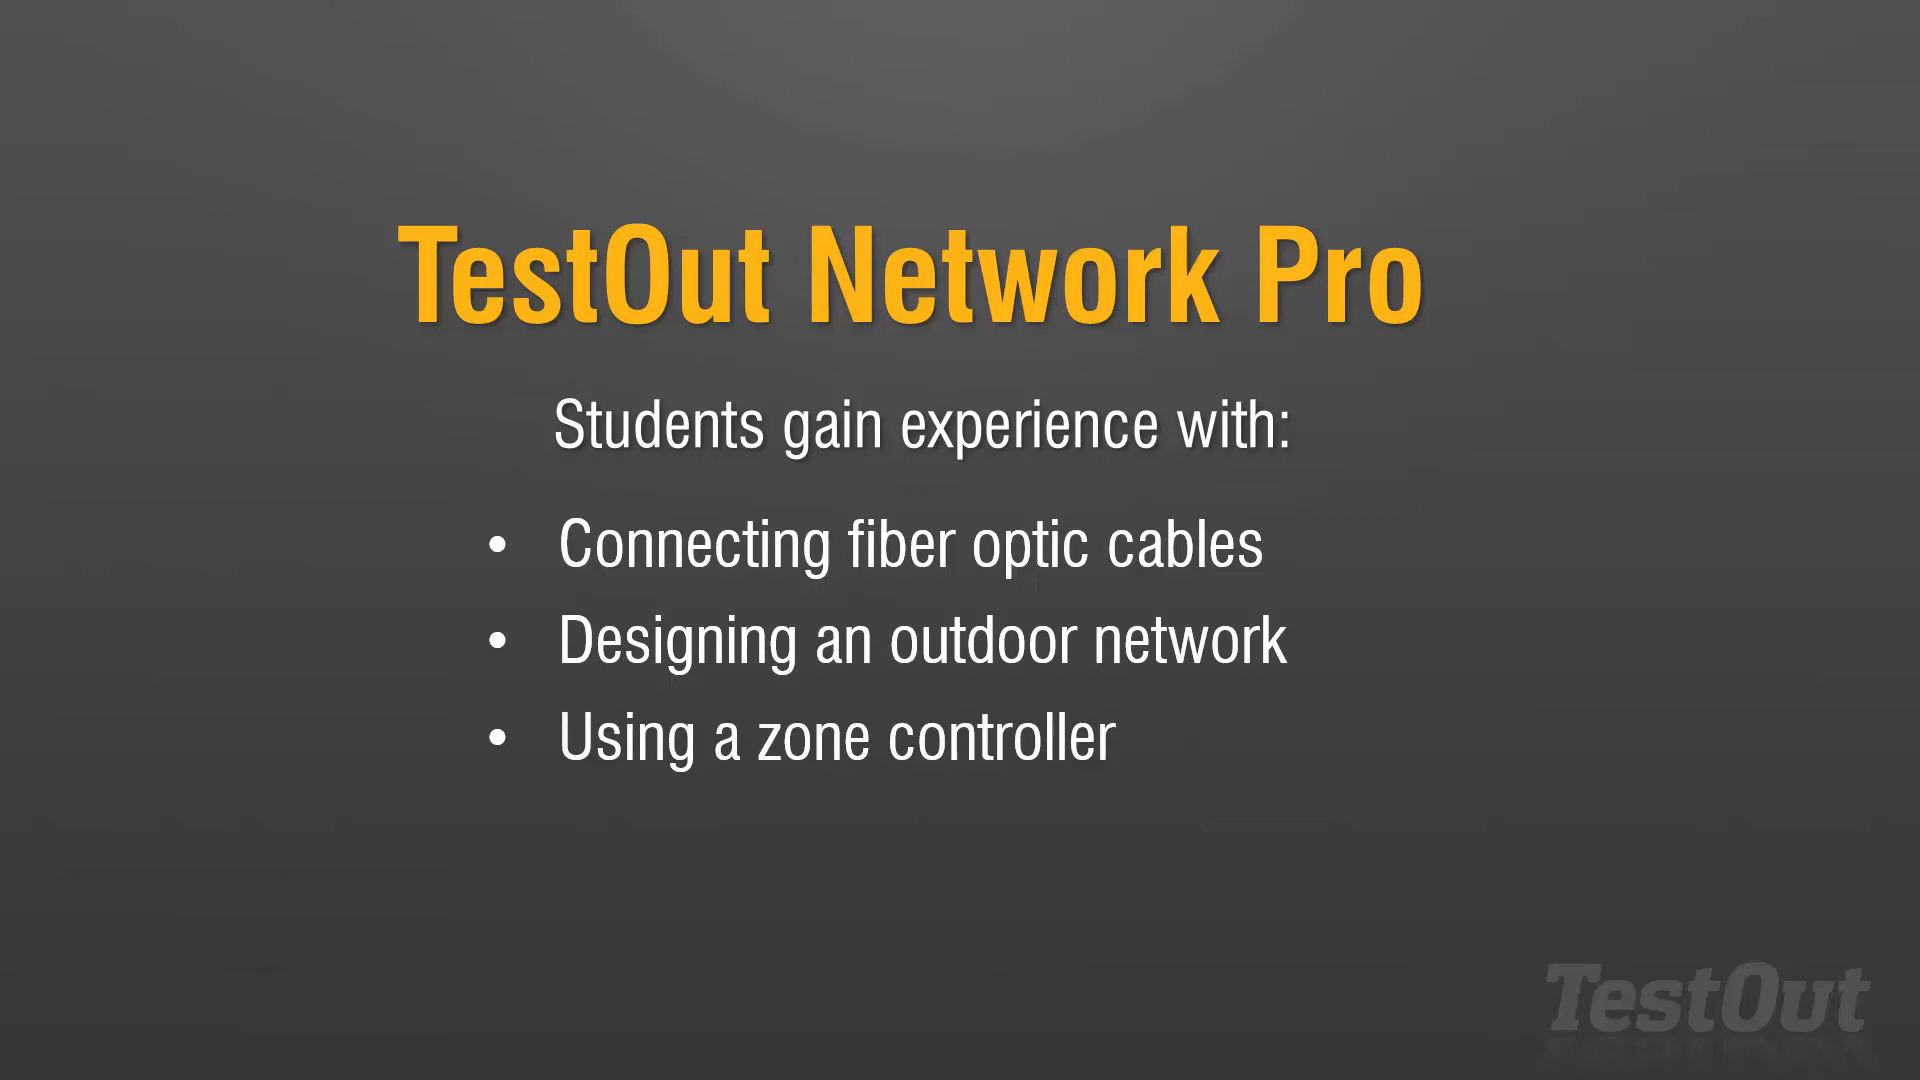 TestOut Network Pro
Students gain experience with:
• Connecting fiber optic cables
• Designing an outdoor network
• Using a zone controller
TestOut